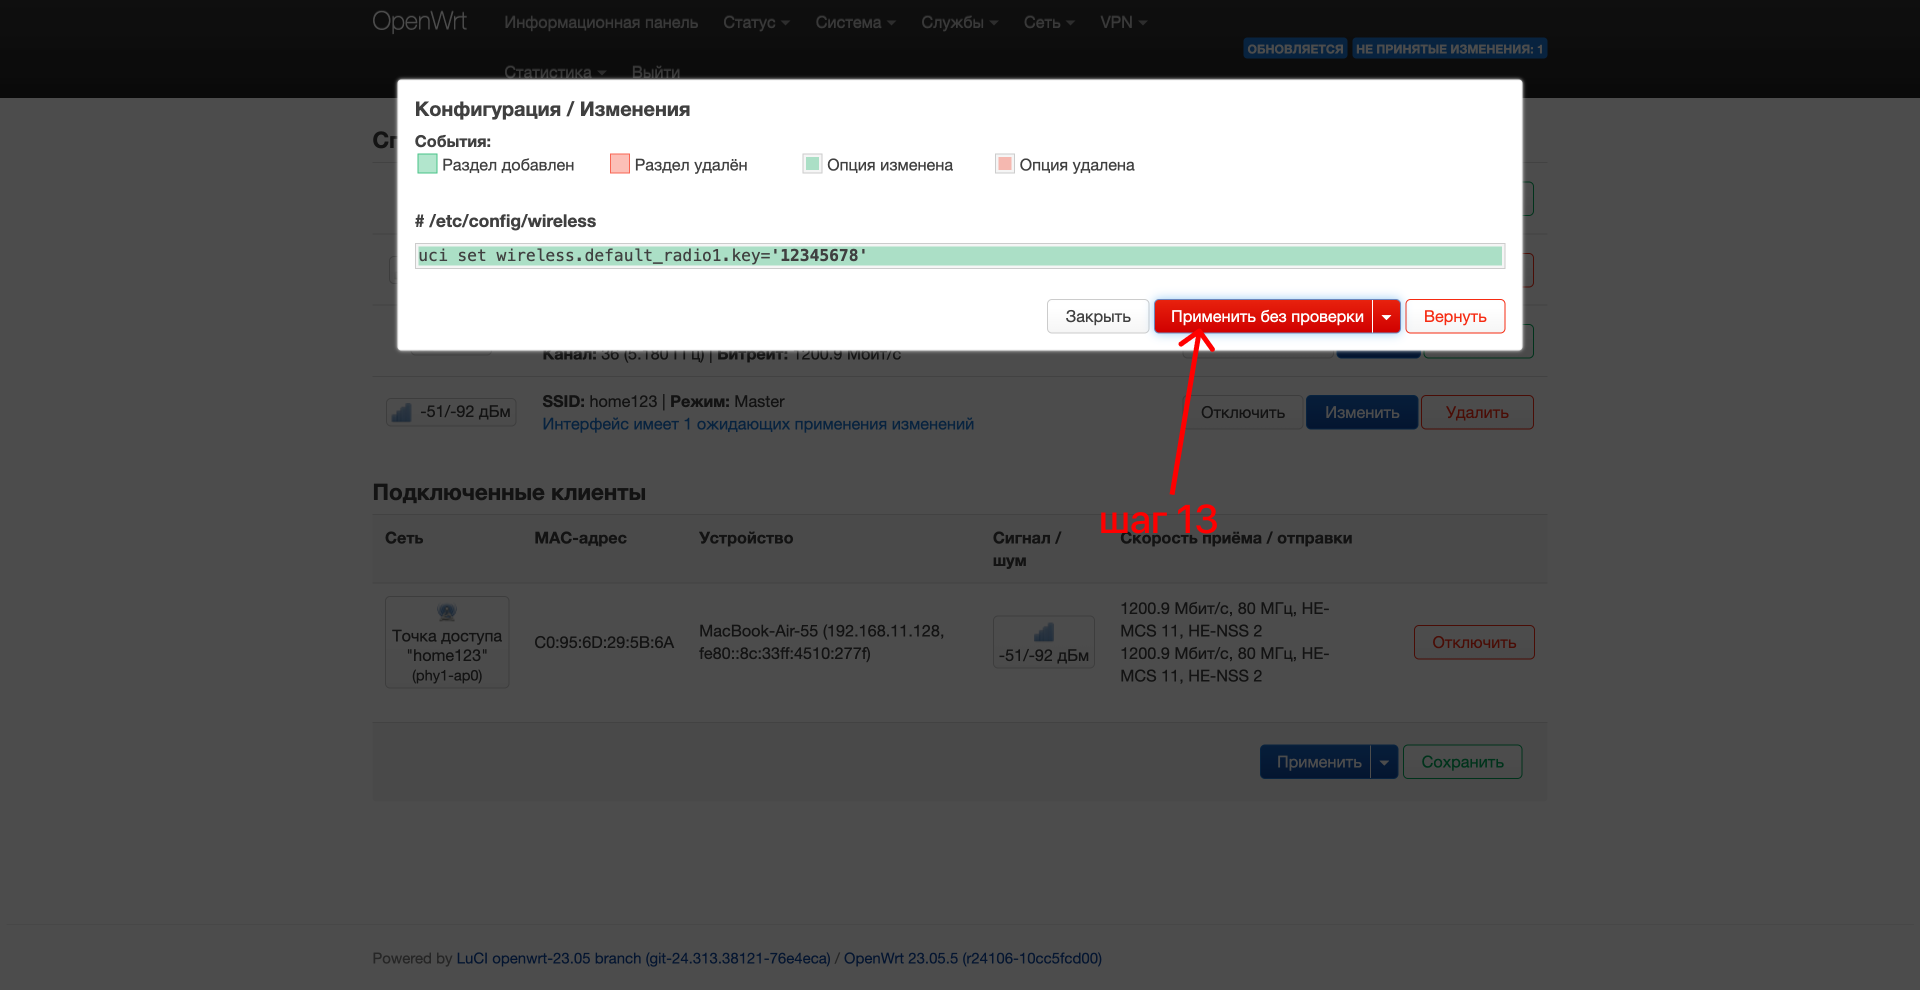 OpenWrt
Информационная панель Статус Система Службы Сеть VPN
ОБНОВЛЯЕТСЯ НЕ ПРИНЯТЫЕ ИЗМЕНЕНИЯ: 1
Статистика Выйти
Конфигурация / Изменения
События:
Раздел добавлен Раздел удалён Опция изменена Опция удалена
# /etc/config/wireless
uci set wireless.default_radio1.key='12345678'
Закрыть Применить без проверки Вернуть
Канал: 36 (5.180 ГГц) | Битрейт: 1200.9 Мбит/с
-51/-92 дБм
SSID: home123 | Режим: Master
Интерфейс имеет 1 ожидающих применения изменений
Отключить Изменить Удалить
шаг 13
Подключенные клиенты
Сеть MAC-адрес Устройство Сигнал / шум Скорость приёма / отправки
Точка доступа
"home123"
(phy1-ap0)
C0:95:6D:29:5B:6A
MacBook-Air-55 (192.168.11.128,
fe80::8c:33ff:4510:277f)
-51/-92 дБм
1200.9 Мбит/с, 80 МГц, HE-
MCS 11, HE-NSS 2
1200.9 Мбит/с, 80 МГц, HE-
MCS 11, HE-NSS 2
Отключить
Применить Сохранить
Powered by LuCI openwrt-23.05 branch (git-24.313.38121-76e4eca) / OpenWrt 23.05.5 (r24106-10cc5fcd00)